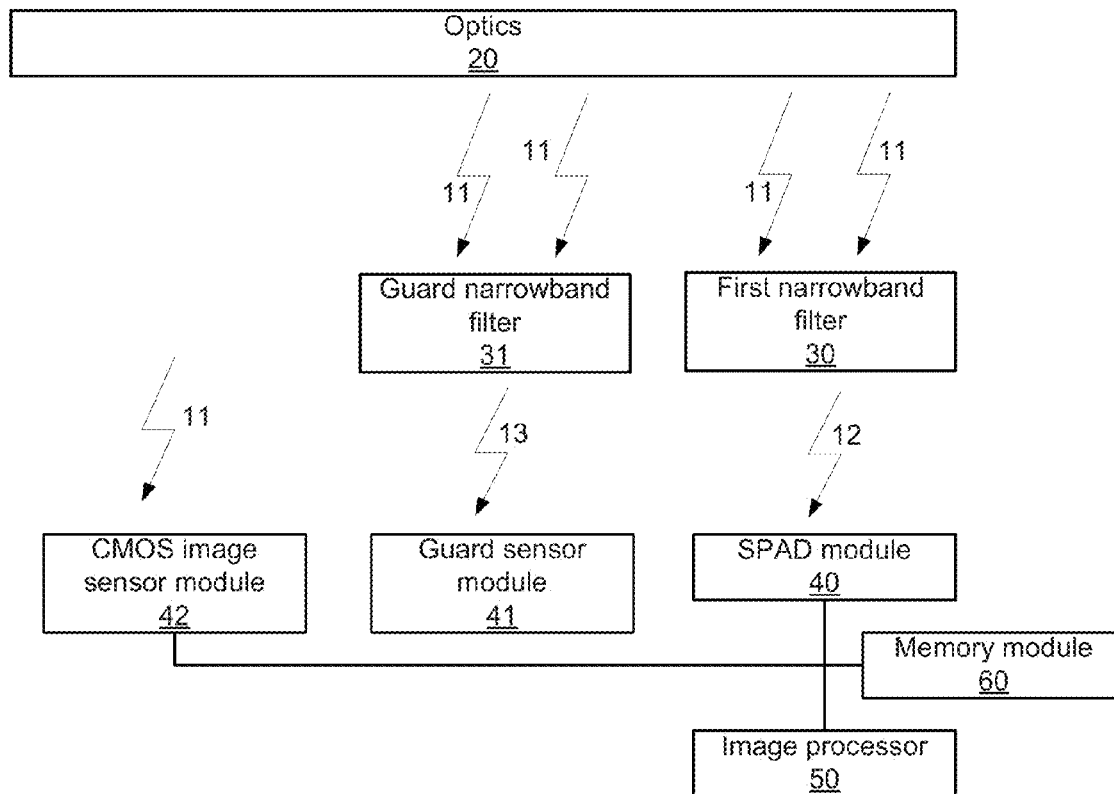 Optics
20
11
11
11
11
Guard narrowband
filter
31
First narrowband
filter
30
11
13
12
CMOS image
sensor module
42
Guard sensor
module
41
SPAD module
40
Memory module
60
Image processor
50